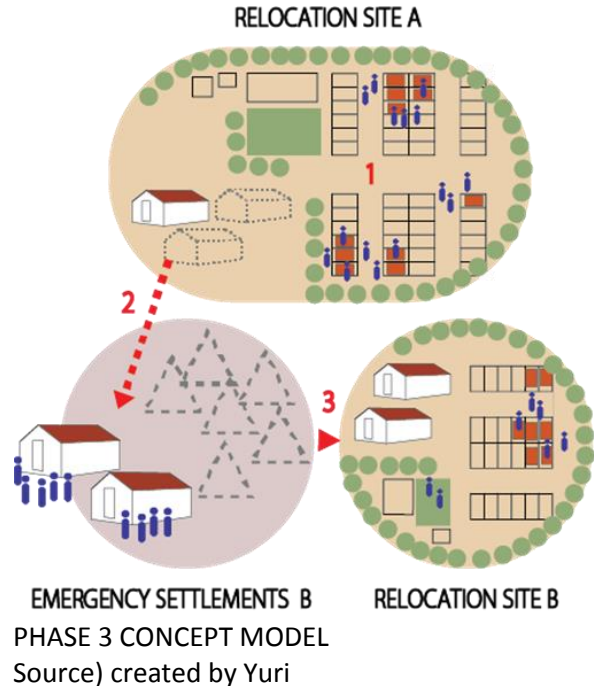 RELOCATION SITE A
1
2
3
EMERGENCY SETTLEMENTS B
RELOCATION SITE B
PHASE 3 CONCEPT MODEL
Source) created by Yuri